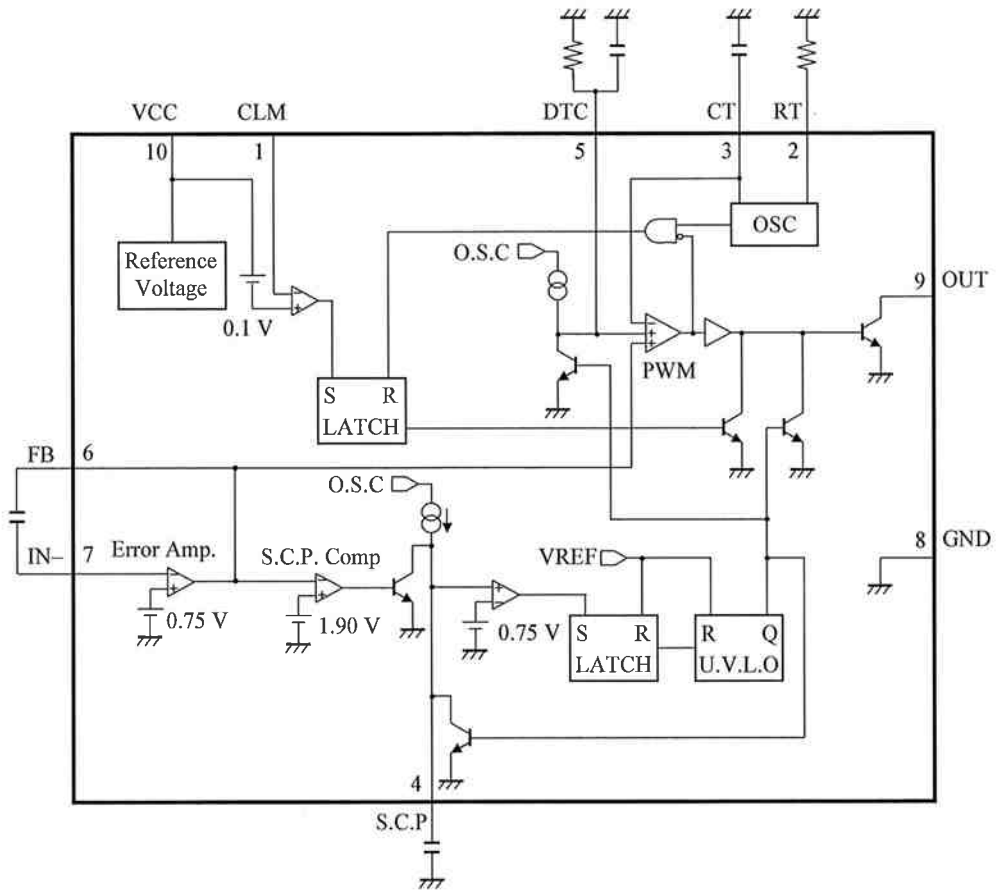 DTC
CT
RT
VCC
CLM
10
1
5
3
2
OSC
O.S.C
Reference
Voltage
9
OUT
0.1 V
PWM
S R
LATCH
FB
6
O.S.C
IN–
7
Error Amp.
S.C.P. Comp
VREF
8
GND
0.75 V
1.90 V
0.75 V
S R
LATCH
R Q
U.V.L.O
4
S.C.P